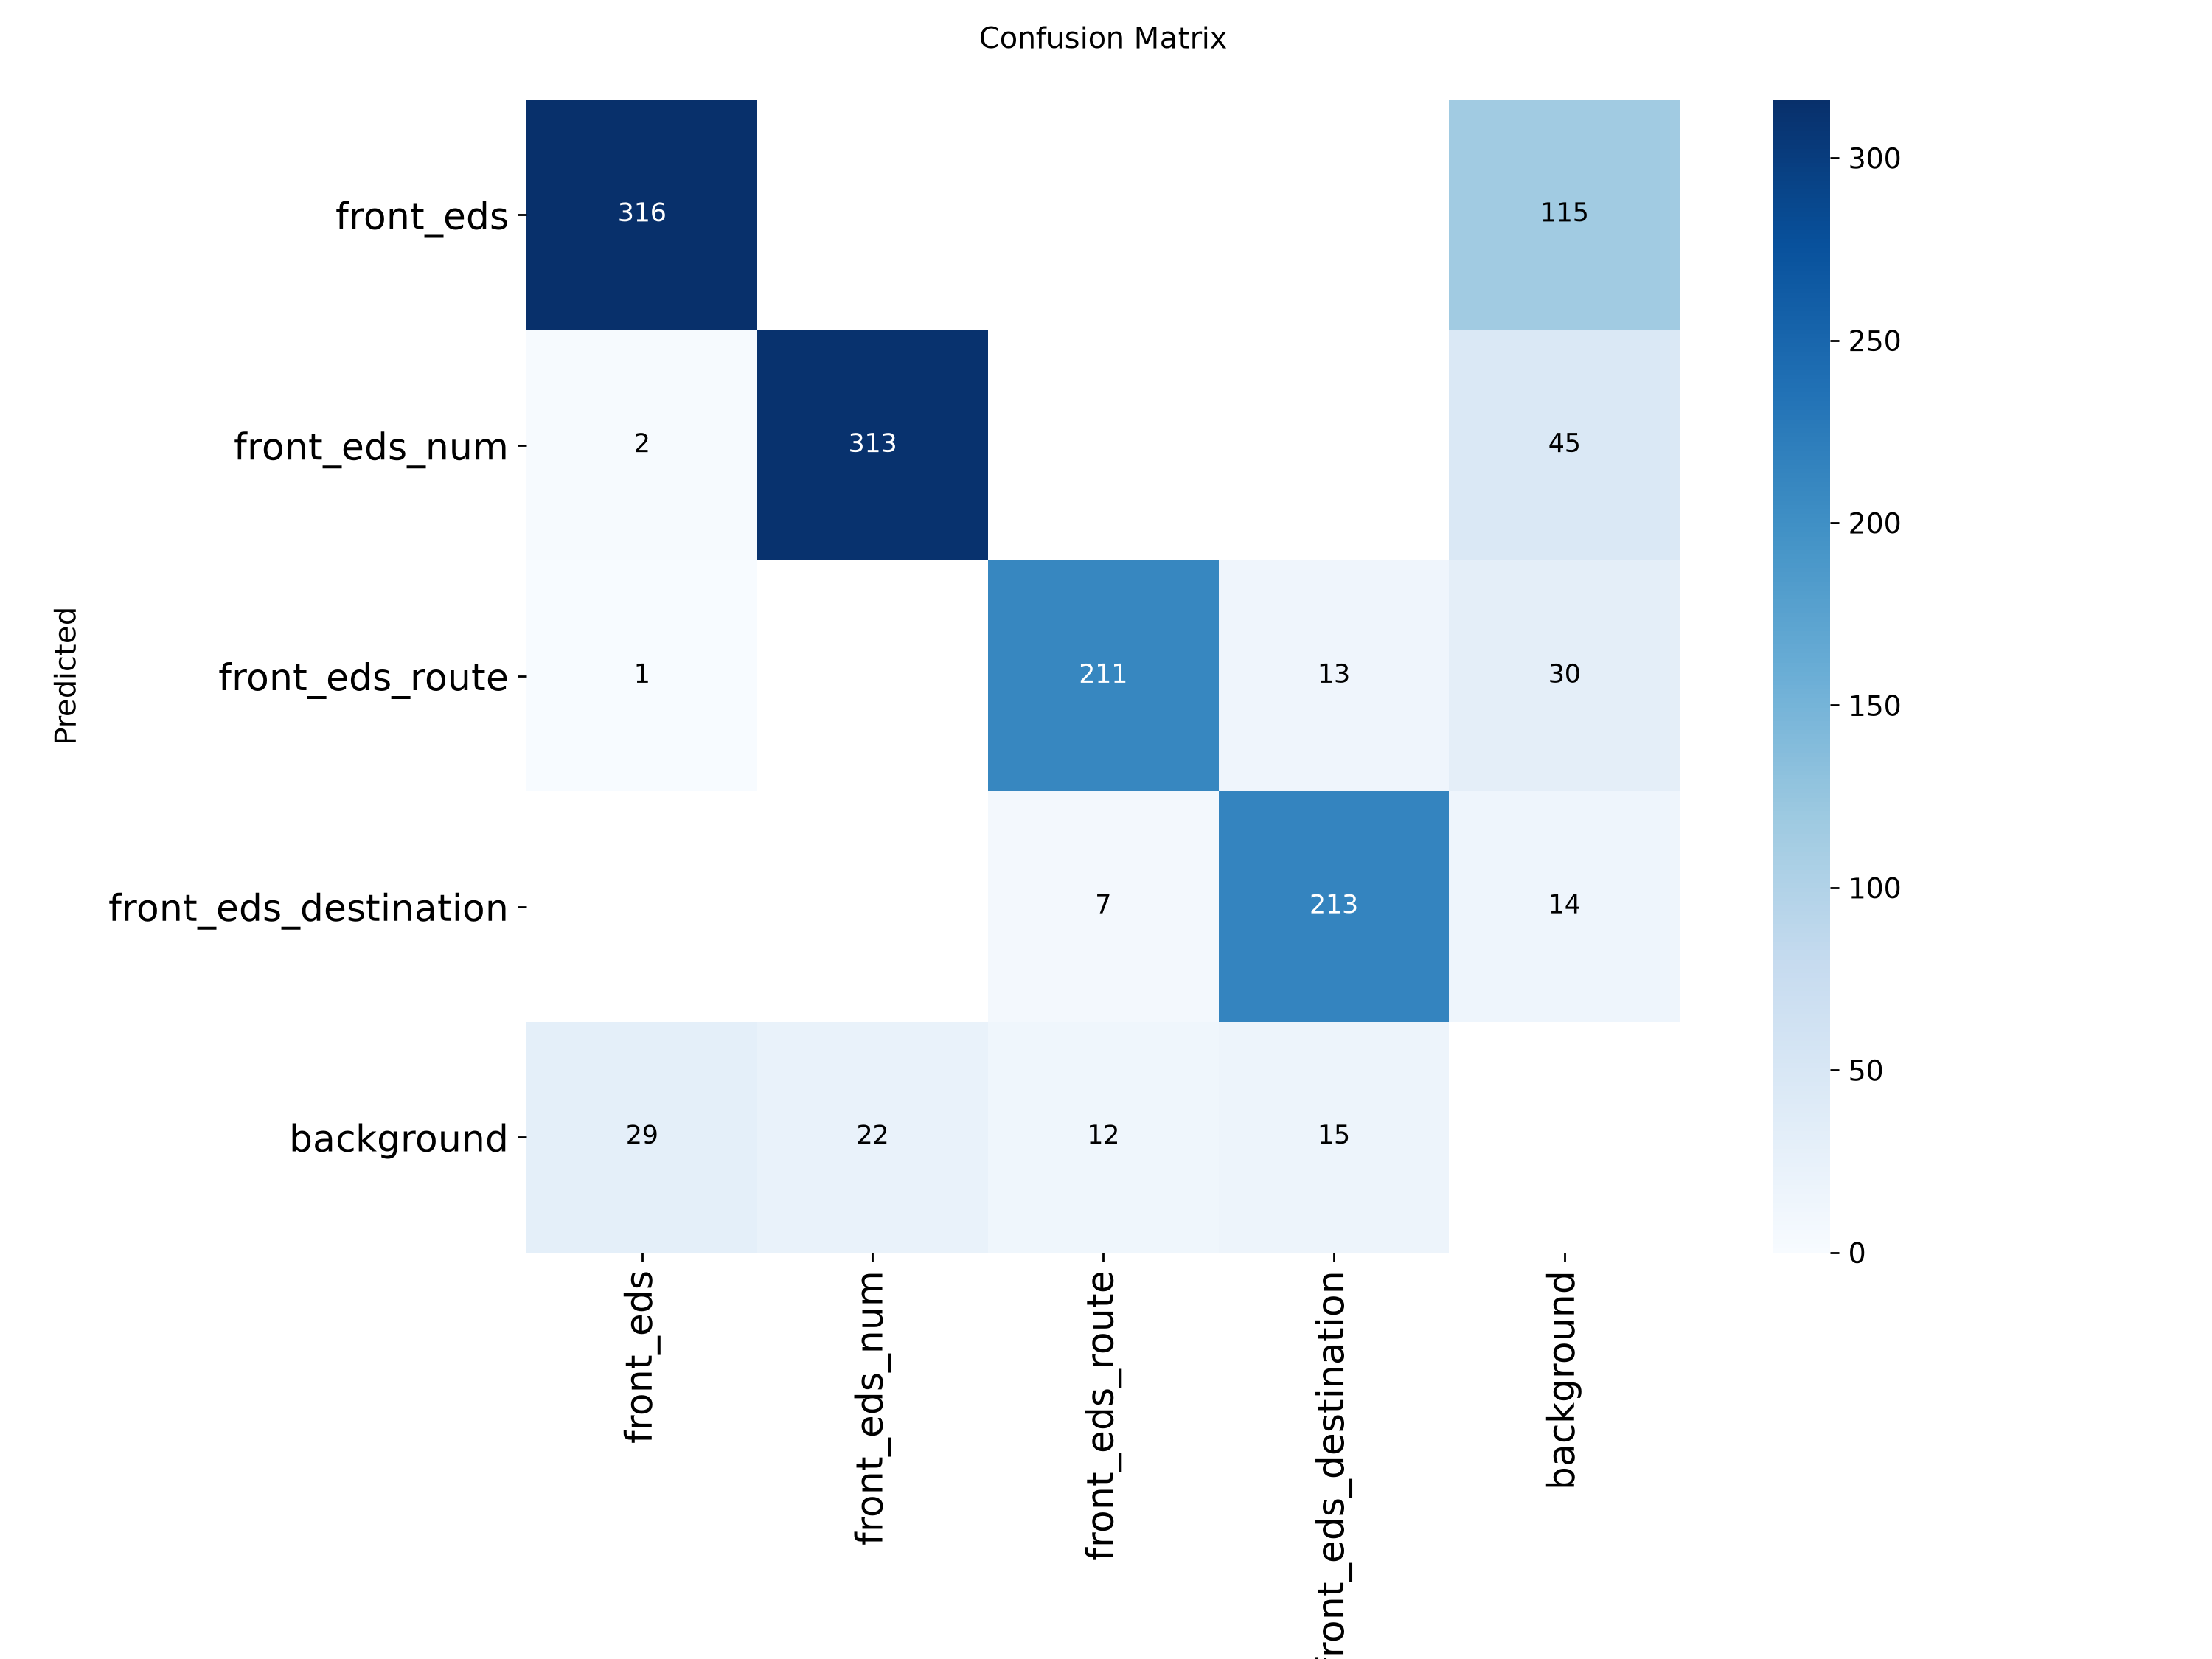 Confusion Matrix
Predicted
front_eds 316 115
front_eds_num 2 313 45
front_eds_route 1 211 13 30
front_eds_destination 7 213 14
background 29 22 12 15
front_eds
front_eds_num
front_eds_route
front_eds_destination
background
300
250
200
150
100
50
0